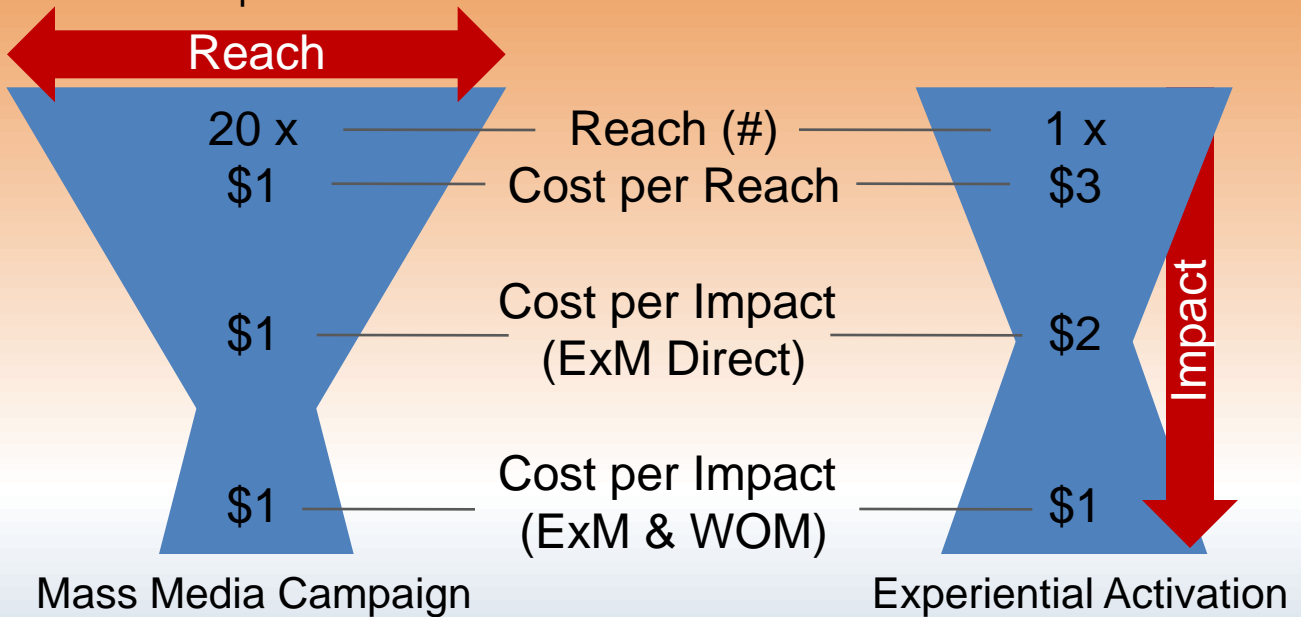 Reach
20 x Reach (#) 1 x
$1 Cost per Reach $3
Cost per Impact
$1 (ExM Direct) $2
Impact
Cost per Impact
$1 (ExM & WOM) $1
Mass Media Campaign Experiential Activation